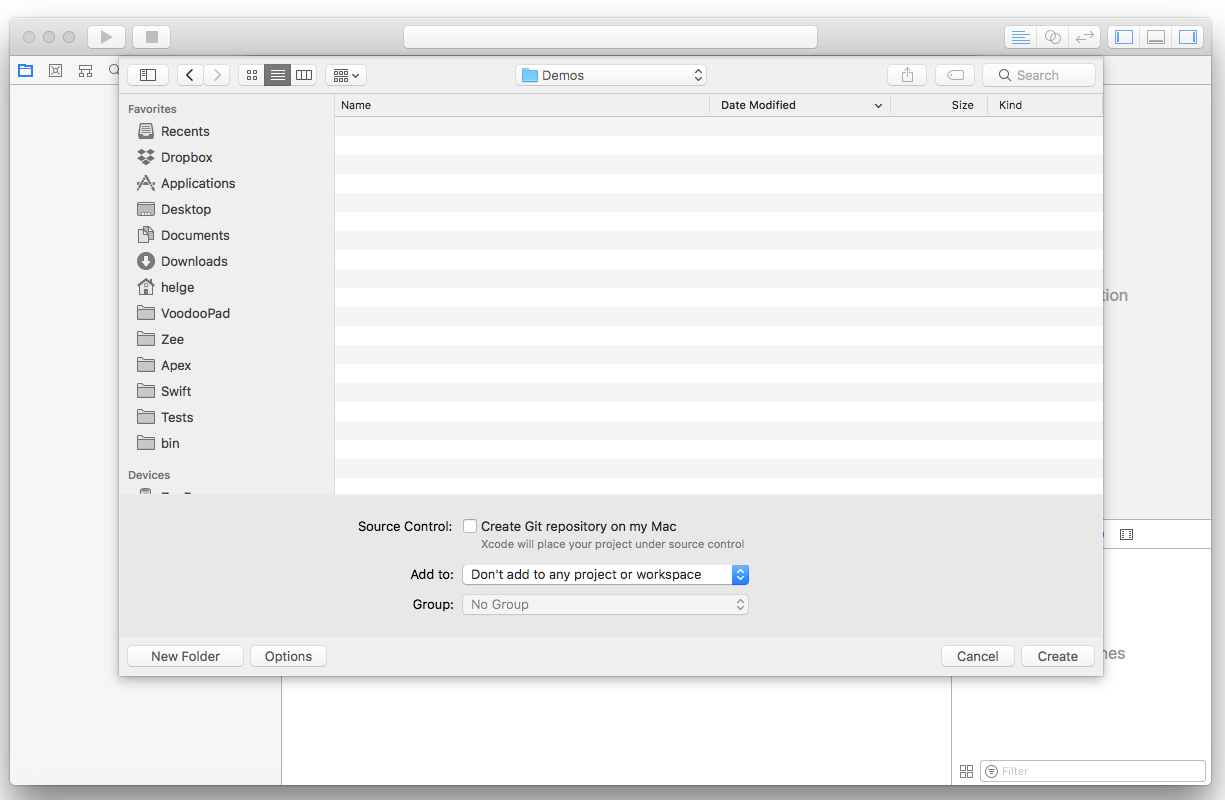 Demos
Search
Favorites
Name
Date Modified
Size
Kind
Recents
Dropbox
Applications
Desktop
Documents
Downloads
helge
VoodooPad
Zee
Apex
Swift
Tests
bin
Devices
tion
Source Control:
Create Git repository on my Mac
Xcode will place your project under source control
Add to:
Don't add to any project or workspace
Group:
No Group
New Folder
Options
Cancel
Create
nes
Filter